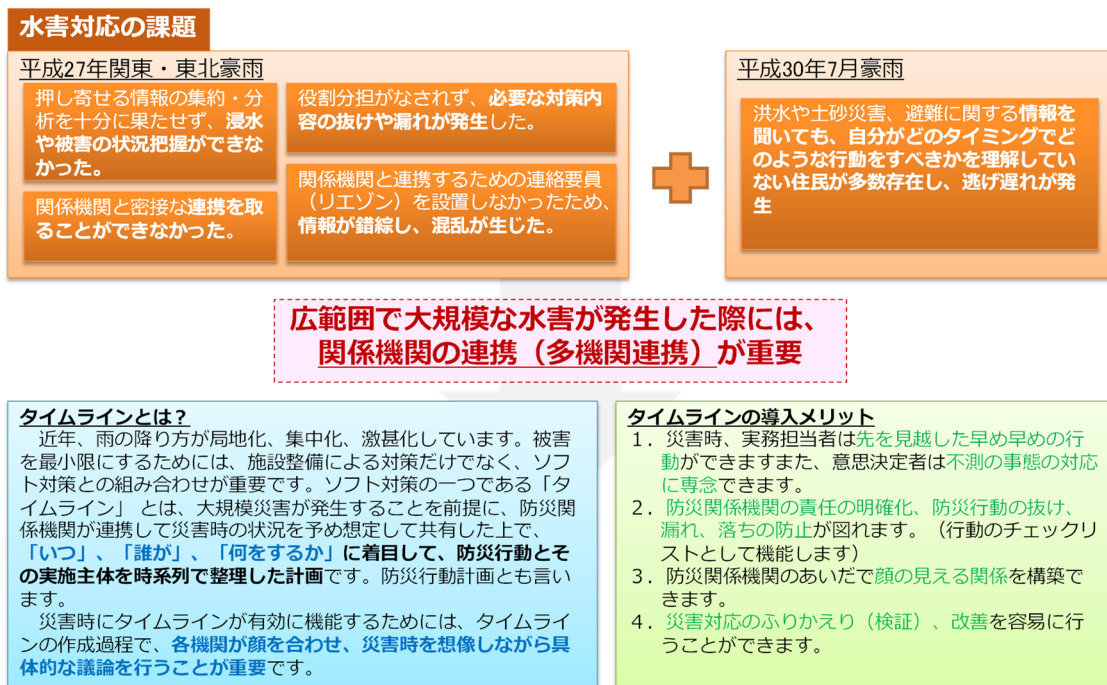 水害対応の課題
平成27年関東・東北豪雨
押し寄せる情報の集約・分
析を十分に果たせず、浸水
や被害の状況把握ができな
かった。
関係機関と密接な連携を取
ることができなかった。
役割分担がなされず、必要な対策内
容の抜けや漏れが発生した。
関係機関と連携するための連絡要員
（リエゾン）を設置しなかったため、
情報が錯綜し、混乱が生じた。
平成30年7月豪雨
洪水や土砂災害、避難に関する情報を
聞いても、自分がどのタイミングでど
のような行動をすべきかを理解してい
ない住民が多数存在し、逃げ遅れが発
生
広範囲で大規模な水害が発生した際には、
関係機関の連携（多機関連携）が重要
タイムラインとは？
近年、雨の降り方が局地化、集中化、激甚化しています。被害
を最小限にするためには、施設整備による対策だけでなく、ソフ
ト対策との組み合わせが重要です。ソフト対策の一つである「タ
イムライン」 とは、大規模災害が発生することを前提に、防災関
係機関が連携して災害時の状況を予め想定して共有した上で、
「いつ」、「誰が」、「何をするか」に着目して、防災行動とそ
の実施主体を時系列で整理した計画です。防災行動計画とも言い
ます。
災害時にタイムラインが有効に機能するためには、タイムライ
ンの作成過程で、各機関が顔を合わせ、災害時を想像しながら具
体的な議論を行うことが重要です。
タイムラインの導入メリット
１．災害時、実務担当者は先を見越した早め早めの行
動ができますまた、意思決定者は不測の事態の対応
に専念できます。
２．防災関係機関の責任の明確化、防災行動の抜け、
漏れ、落ちの防止が図れます。（行動のチェックリ
ストとして機能します）
３．防災関係機関のあいだで顔の見える関係を構築で
きます。
４．災害対応のふりかえり（検証）、改善を容易に行
うことができます。